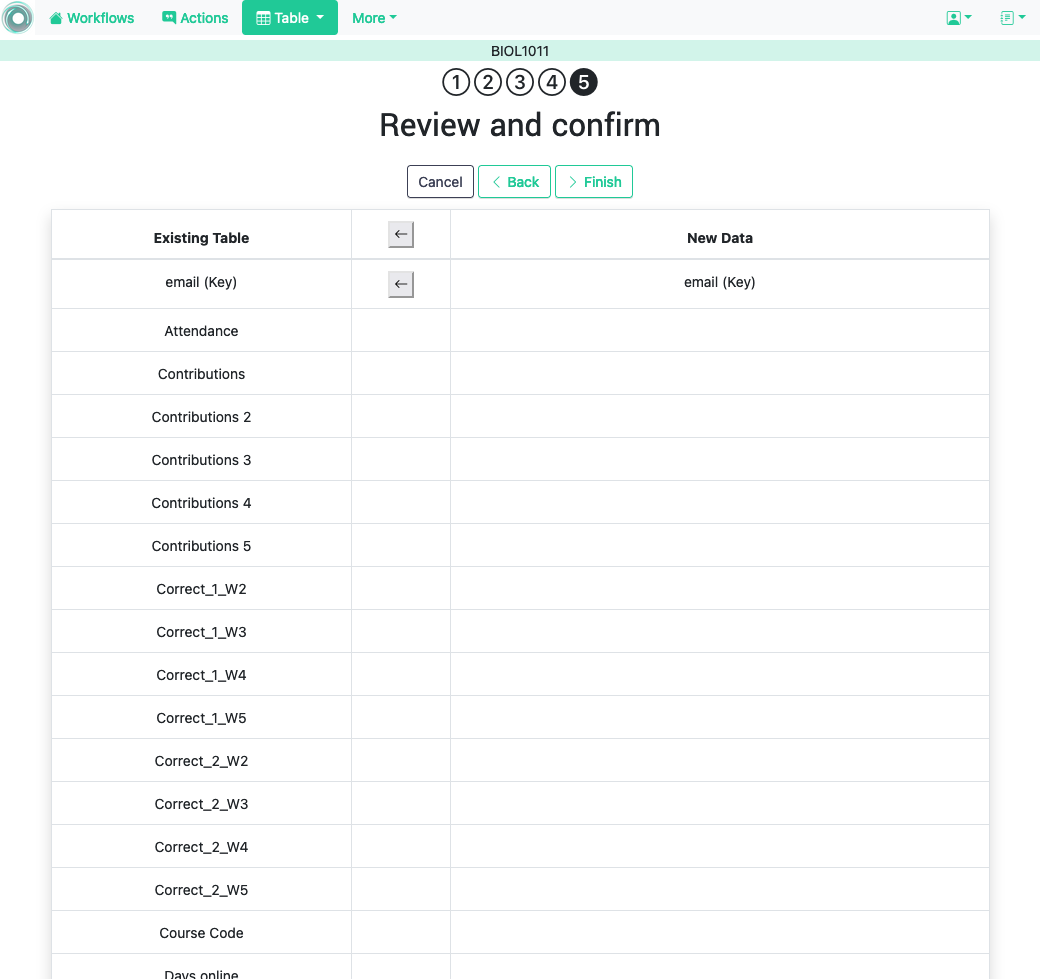 Workflows Actions Table More
BIOL1011
1 2 3 4 5
Review and confirm
Cancel Back Finish
Existing Table ← New Data
email (Key) ← email (Key)
Attendance
Contributions
Contributions 2
Contributions 3
Contributions 4
Contributions 5
Correct_1_W2
Correct_1_W3
Correct_1_W4
Correct_1_W5
Correct_2_W2
Correct_2_W3
Correct_2_W4
Correct_2_W5
Course Code
Days online